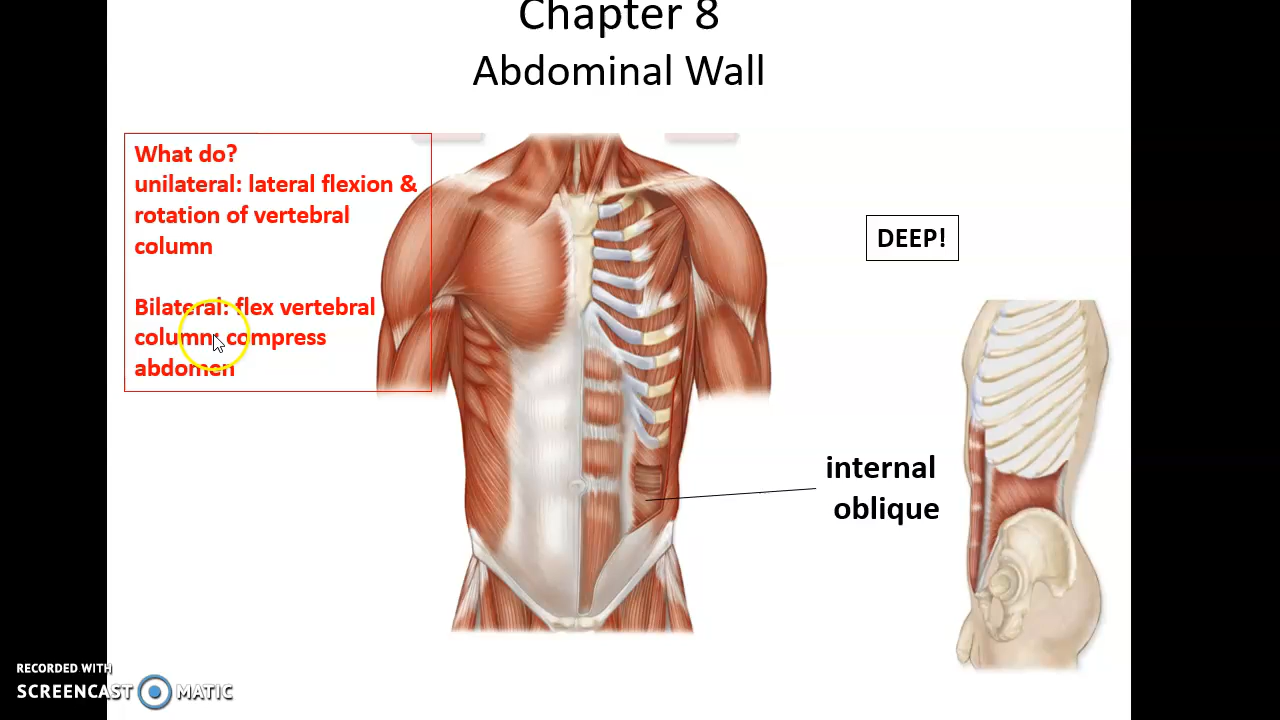 Chapter 8
Abdominal Wall
What do?
unilateral: lateral flexion &
rotation of vertebral
column
Bilateral: flex vertebral
column; compress
abdomen
DEEP!
internal
oblique
RECORDED WITH
SCREENCAST MATIC